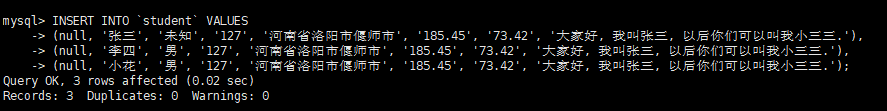 mysql> INSERT INTO `student` VALUES
    -> (null, '张三', '未知', '127', '河南省洛阳市偃师市', '185.45', '73.42', '大家好, 我叫张三, 以后你们可以叫我小三三.'),
    -> (null, '李四', '男', '127', '河南省洛阳市偃师市', '185.45', '73.42', '大家好, 我叫张三, 以后你们可以叫我小三三.'),
    -> (null, '小花', '男', '127', '河南省洛阳市偃师市', '185.45', '73.42', '大家好, 我叫张三, 以后你们可以叫我小三三.');
Query OK, 3 rows affected (0.02 sec)
Records: 3  Duplicates: 0  Warnings: 0